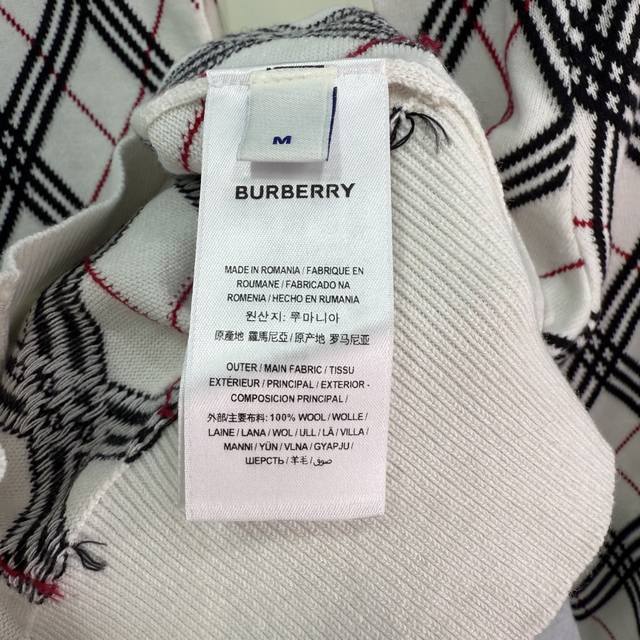 M
BURBERRY
MADE IN ROMANIA / FABRIQUÉ EN
ROUMANE / FABRICADO NA
ROMENIA / HECHO EN RUMANIA
원산지: 루마니아
原產地 羅馬尼亞 / 原产地 罗马尼亚
OUTER / MAIN FABRIC / TISSU
EXTÉRIEUR / PRINCIPAL / EXTERIOR -
COMPOSICION PRINCIPAL /
外部/主要布料: 100% WOOL / WOLLE /
LAINE / LANA / WOL / ULL / LÃ / VILLA /
MANNI / YÜN / VLNA / GYAPJU /
ШЕРСТЬ / 羊毛 / صوف